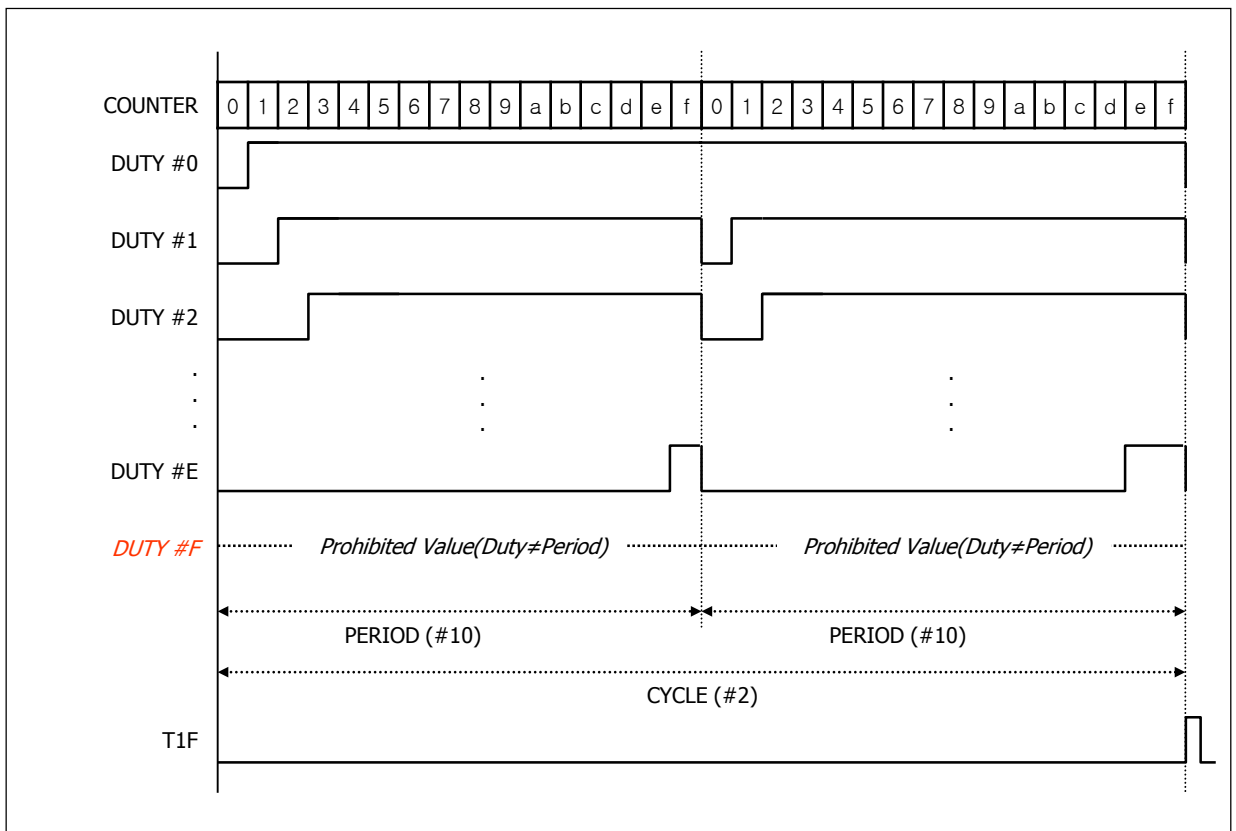 COUNTER 0 1 2 3 4 5 6 7 8 9 a b c d e f 0 1 2 3 4 5 6 7 8 9 a b c d e f
DUTY #0
DUTY #1
DUTY #2
. . .
. . .
. . .
DUTY #E
DUTY #F Prohibited Value(Duty≠Period) Prohibited Value(Duty≠Period)
PERIOD (#10) PERIOD (#10)
CYCLE (#2)
T1F